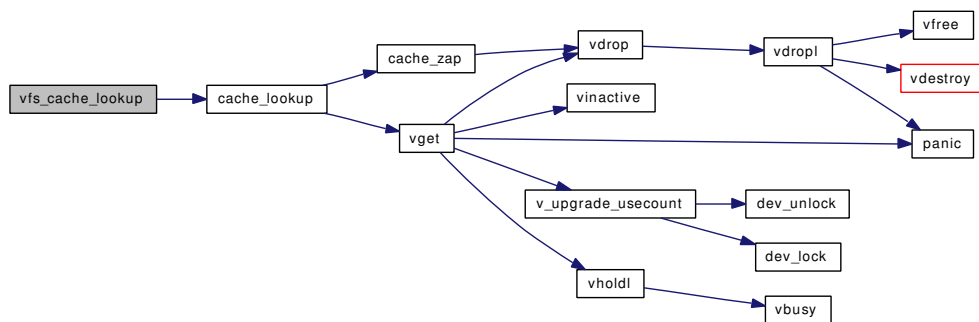 vfs_cache_lookup
cache_lookup
cache_zap
vget
vdrop
vinactive
v_upgrade_usecount
vholdl
vdropl
dev_unlock
dev_lock
vbusy
vfree
vdestroy
panic